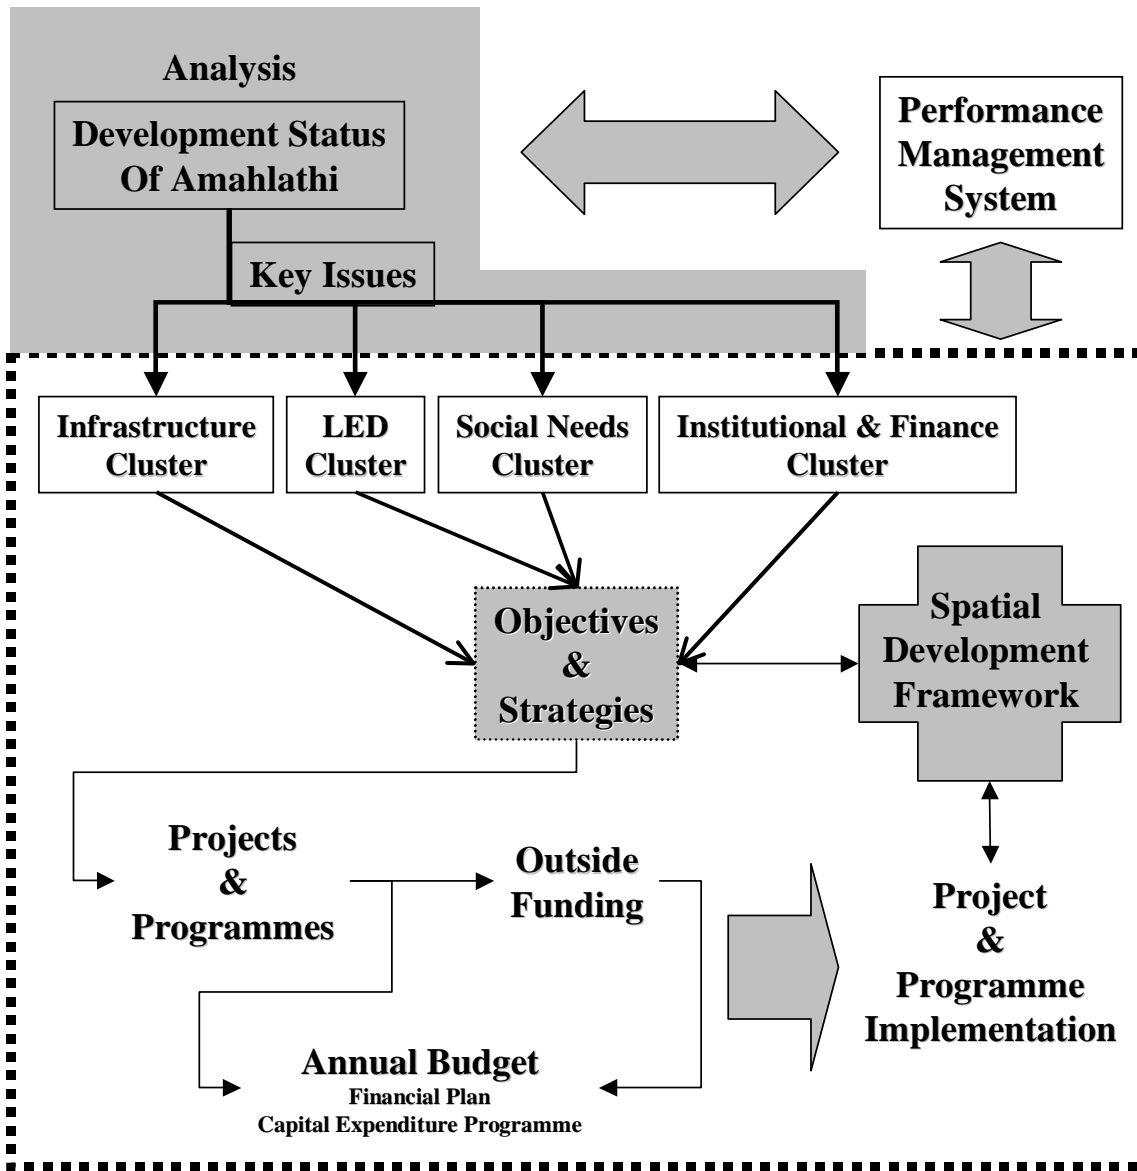 Analysis
Development Status
Of Amahlathi
Key Issues
Performance
Management
System
Infrastructure
Cluster
LED
Cluster
Social Needs
Cluster
Institutional & Finance
Cluster
Objectives
&
Strategies
Spatial
Development
Framework
Projects
&
Programmes
Outside
Funding
Project
&
Programme
Implementation
Annual Budget
Financial Plan
Capital Expenditure Programme